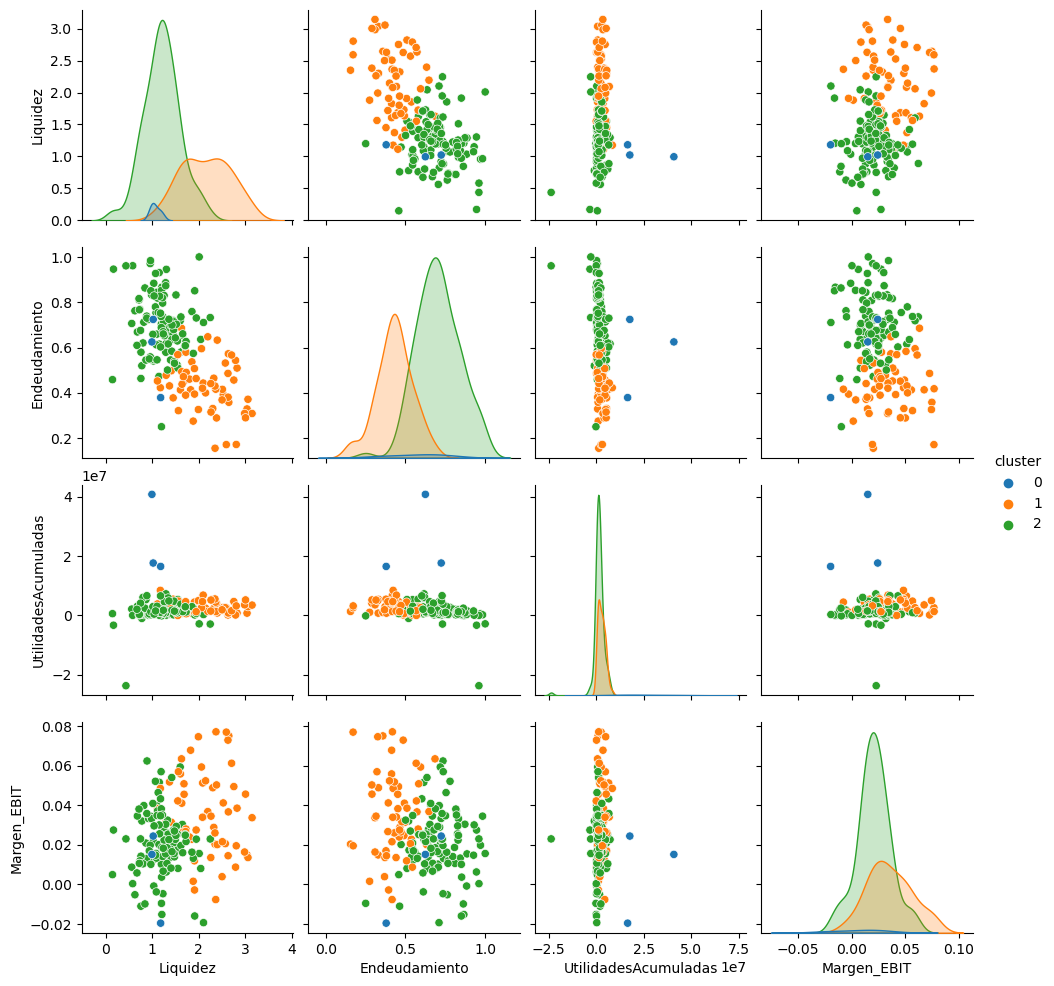 3.0
2.5
2.0
1.5
1.0
0.5
0.0
Liquidez
1.0
0.8
0.6
0.4
0.2
Endeudamiento
cluster
0
1
2
1e7
4
2
0
−2
UtilidadesAcumuladas
0.08
0.06
0.04
0.02
0.00
−0.02
Margen_EBIT
0 1 2 3 4
Liquidez
0.0 0.5 1.0
Endeudamiento
−2.5 0.0 2.5 5.0 7.5
UtilidadesAcumuladas 1e7
−0.05 0.00 0.05 0.10
Margen_EBIT